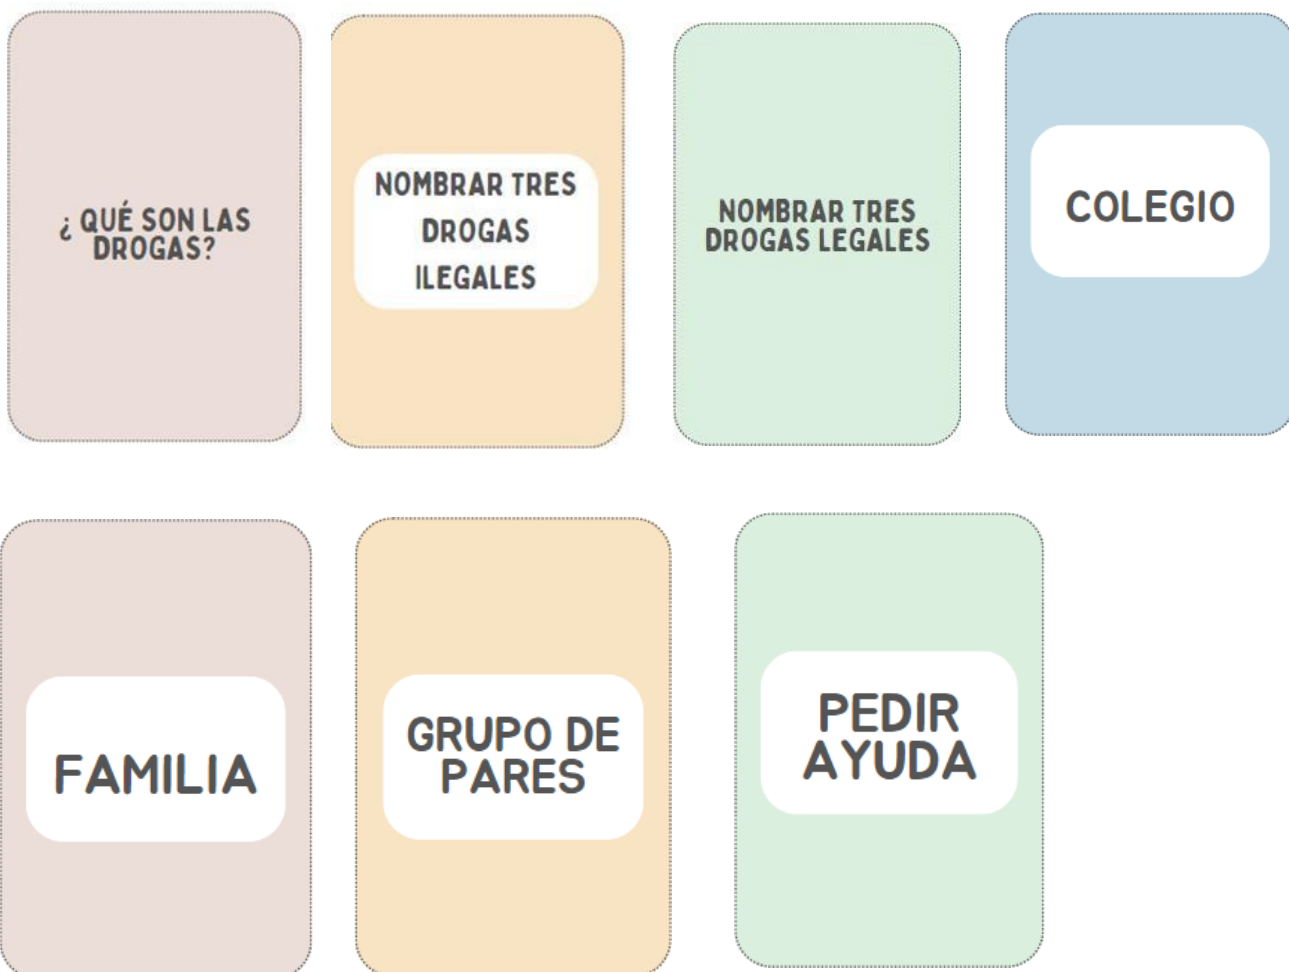 ¿ QUÉ SON LAS
DROGAS?
NOMBRAR TRES
DROGAS
ILEGALES
NOMBRAR TRES
DROGAS LEGALES
COLEGIO
FAMILIA
GRUPO DE
PARES
PEDIR
AYUDA